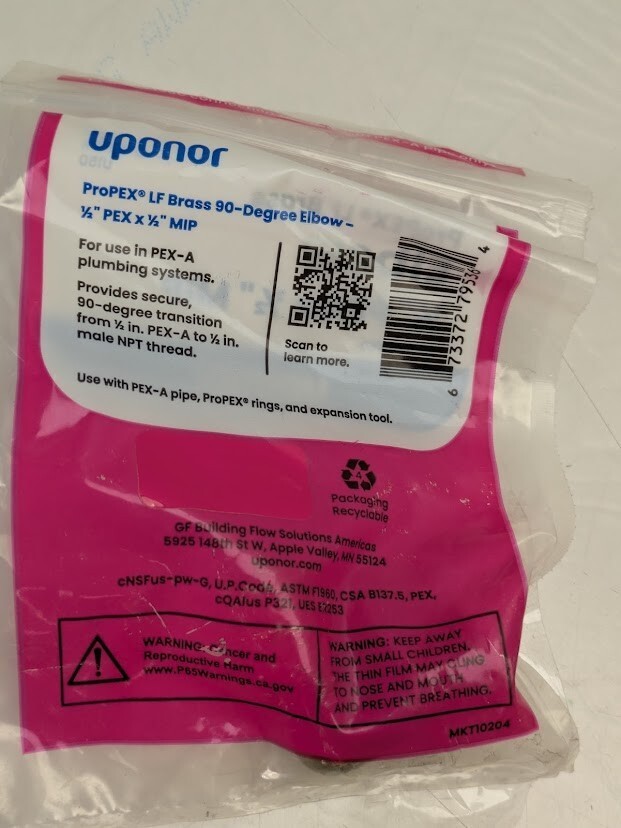 uponor
ProPEX® LF Brass 90-Degree Elbow –
½" PEX x ½" MIP
For use in PEX-A
plumbing systems.
Provides secure,
90-degree transition
from ½ in. PEX-A to ½ in.
male NPT thread.
Scan to
learn more.
6 73372 79536 4
Use with PEX-A pipe, ProPEX® rings, and expansion tool.
4
Packaging
Recyclable
GF Building Flow Solutions Americas
5925 148th St W, Apple Valley, MN 55124
uponor.com
cNSFus-pw-G, U.P.Code, ASTM F1960, CSA B137.5, PEX,
cQAIus P321, UES
WARNING: Cancer and
Reproductive Harm
www.P65Warnings.ca.gov
WARNING: KEEP AWAY
FROM SMALL CHILDREN.
THE THIN FILM MAY CLING
TO NOSE AND MOUTH
AND PREVENT BREATHING.
MKT10204